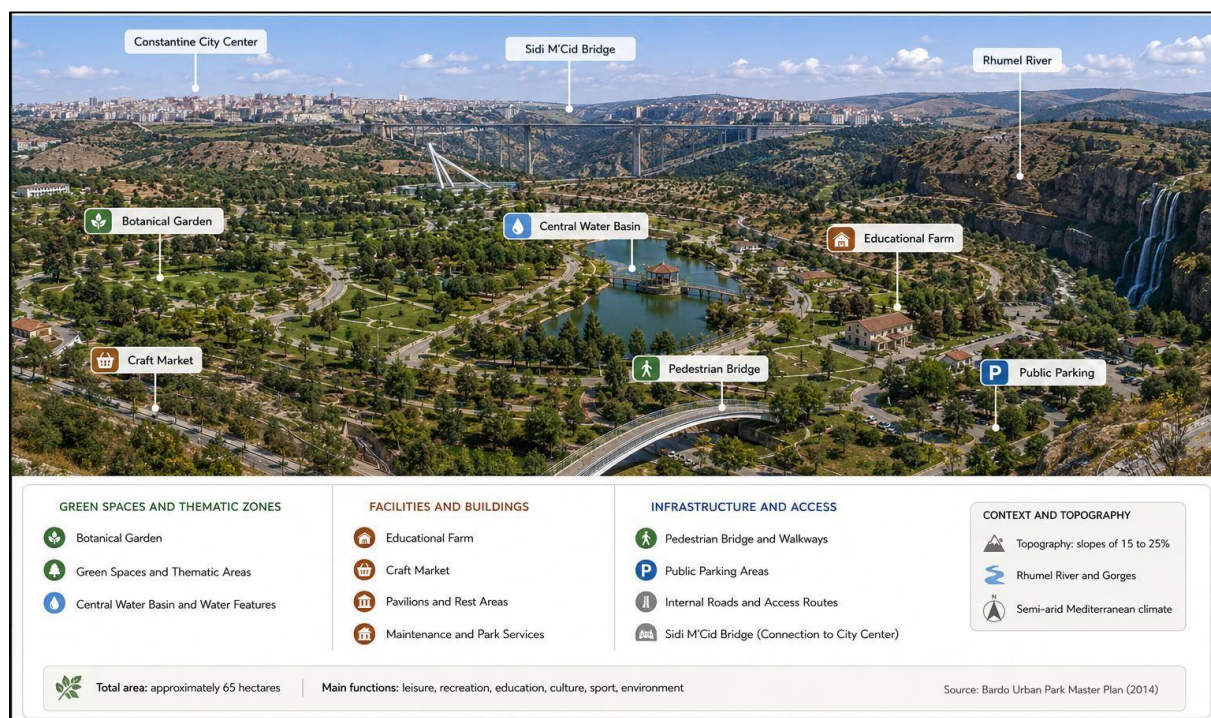 Constantine City Center
Sidi M'Cid Bridge
Rhumel River
Botanical Garden
Central Water Basin
Educational Farm
Craft Market
Pedestrian Bridge
P Public Parking
GREEN SPACES AND THEMATIC ZONES
Botanical Garden
Green Spaces and Thematic Areas
Central Water Basin and Water Features
FACILITIES AND BUILDINGS
Educational Farm
Craft Market
Pavilions and Rest Areas
Maintenance and Park Services
INFRASTRUCTURE AND ACCESS
Pedestrian Bridge and Walkways
P Public Parking Areas
Internal Roads and Access Routes
Sidi M'Cid Bridge (Connection to City Center)
CONTEXT AND TOPOGRAPHY
Topography: slopes of 15 to 25%
Rhumel River and Gorges
N Semi-arid Mediterranean climate
Total area: approximately 65 hectares
Main functions: leisure, recreation, education, culture, sport, environment
Source: Bardo Urban Park Master Plan (2014)